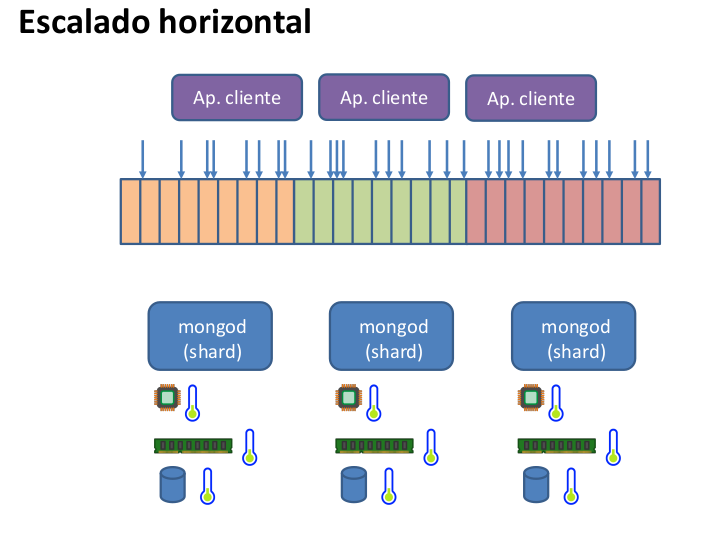 Escalado horizontal
Ap. cliente
Ap. cliente
Ap. cliente
mongod
(shard)
mongod
(shard)
mongod
(shard)